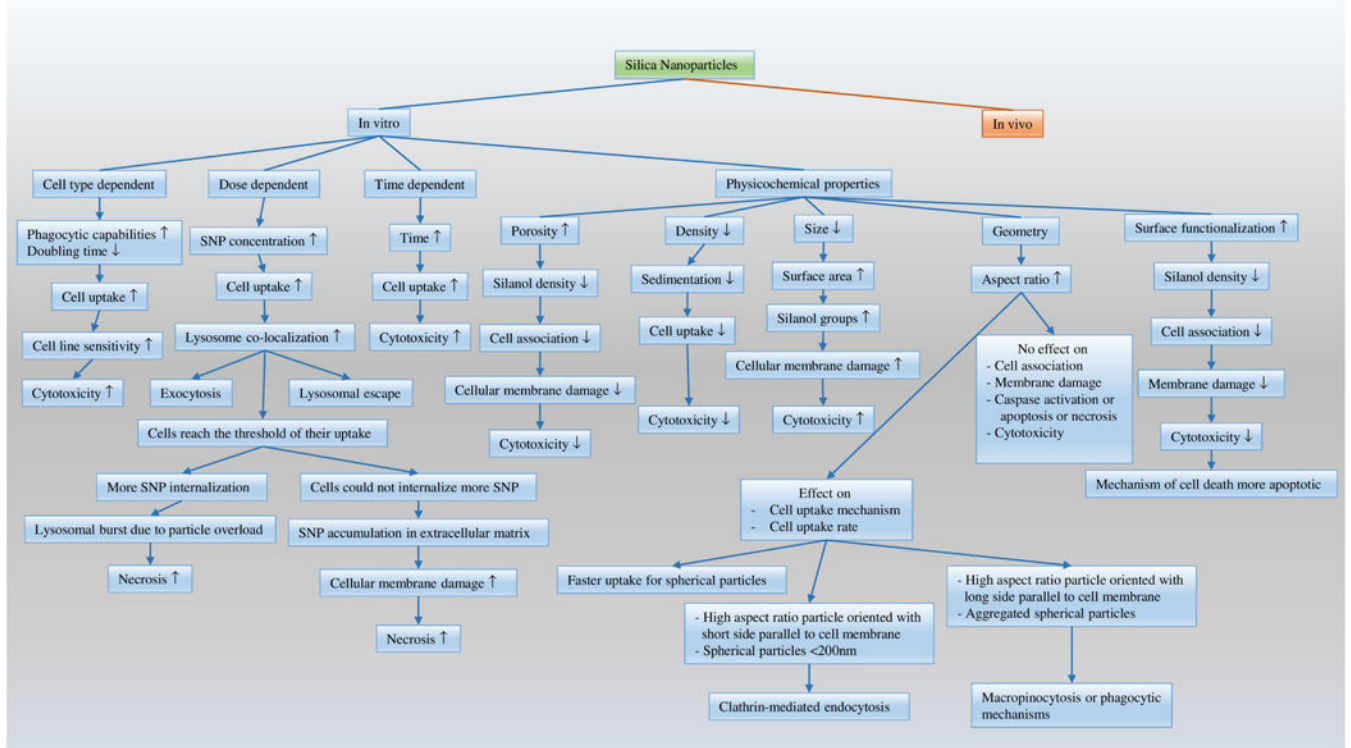 Silica Nanoparticles
In vitro
In vivo
Cell type dependent
Dose dependent
Time dependent
Physicochemical properties
Phagocytic capabilities ↑
Doubling time ↓
Cell uptake ↑
Cell line sensitivity ↑
Cytotoxicity ↑
SNP concentration ↑
Cell uptake ↑
Lysosome co-localization ↑
Exocytosis
Lysosomal escape
Cells reach the threshold of their uptake
More SNP internalization
Lysosomal burst due to particle overload
Necrosis ↑
Cells could not internalize more SNP
SNP accumulation in extracellular matrix
Cellular membrane damage ↑
Necrosis ↑
Time ↑
Cell uptake ↑
Cytotoxicity ↑
Porosity ↑
Silanol density ↓
Cell association ↓
Cellular membrane damage ↓
Cytotoxicity ↓
Density ↓
Sedimentation ↓
Cell uptake ↓
Cytotoxicity ↓
Size ↓
Surface area ↑
Silanol groups ↑
Cellular membrane damage ↑
Cytotoxicity ↑
Geometry
Aspect ratio ↑
No effect on
- Cell association
- Membrane damage
- Caspase activation or
apoptosis or necrosis
- Cytotoxicity
Effect on
- Cell uptake mechanism
- Cell uptake rate
Faster uptake for spherical particles
- High aspect ratio particle oriented with
short side parallel to cell membrane
- Spherical particles <200nm
Clathrin-mediated endocytosis
- High aspect ratio particle oriented with
long side parallel to cell membrane
- Aggregated spherical particles
Macropinocytosis or phagocytic
mechanisms
Surface functionalization ↑
Silanol density ↓
Cell association ↓
Membrane damage ↓
Cytotoxicity ↓
Mechanism of cell death more apoptotic